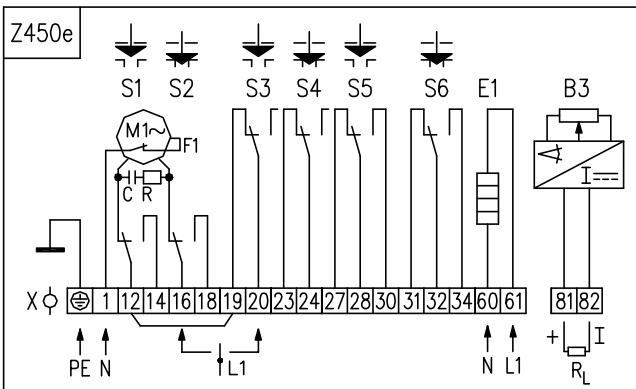 Z450e
S1 S2 S3 S4 S5 S6 E1 B3
M1~
F1
C R
I
X 1 12 14 16 18 19 20 23 24 27 28 30 31 32 34 60 61 81 82
PE N L1 N L1 + I
RL